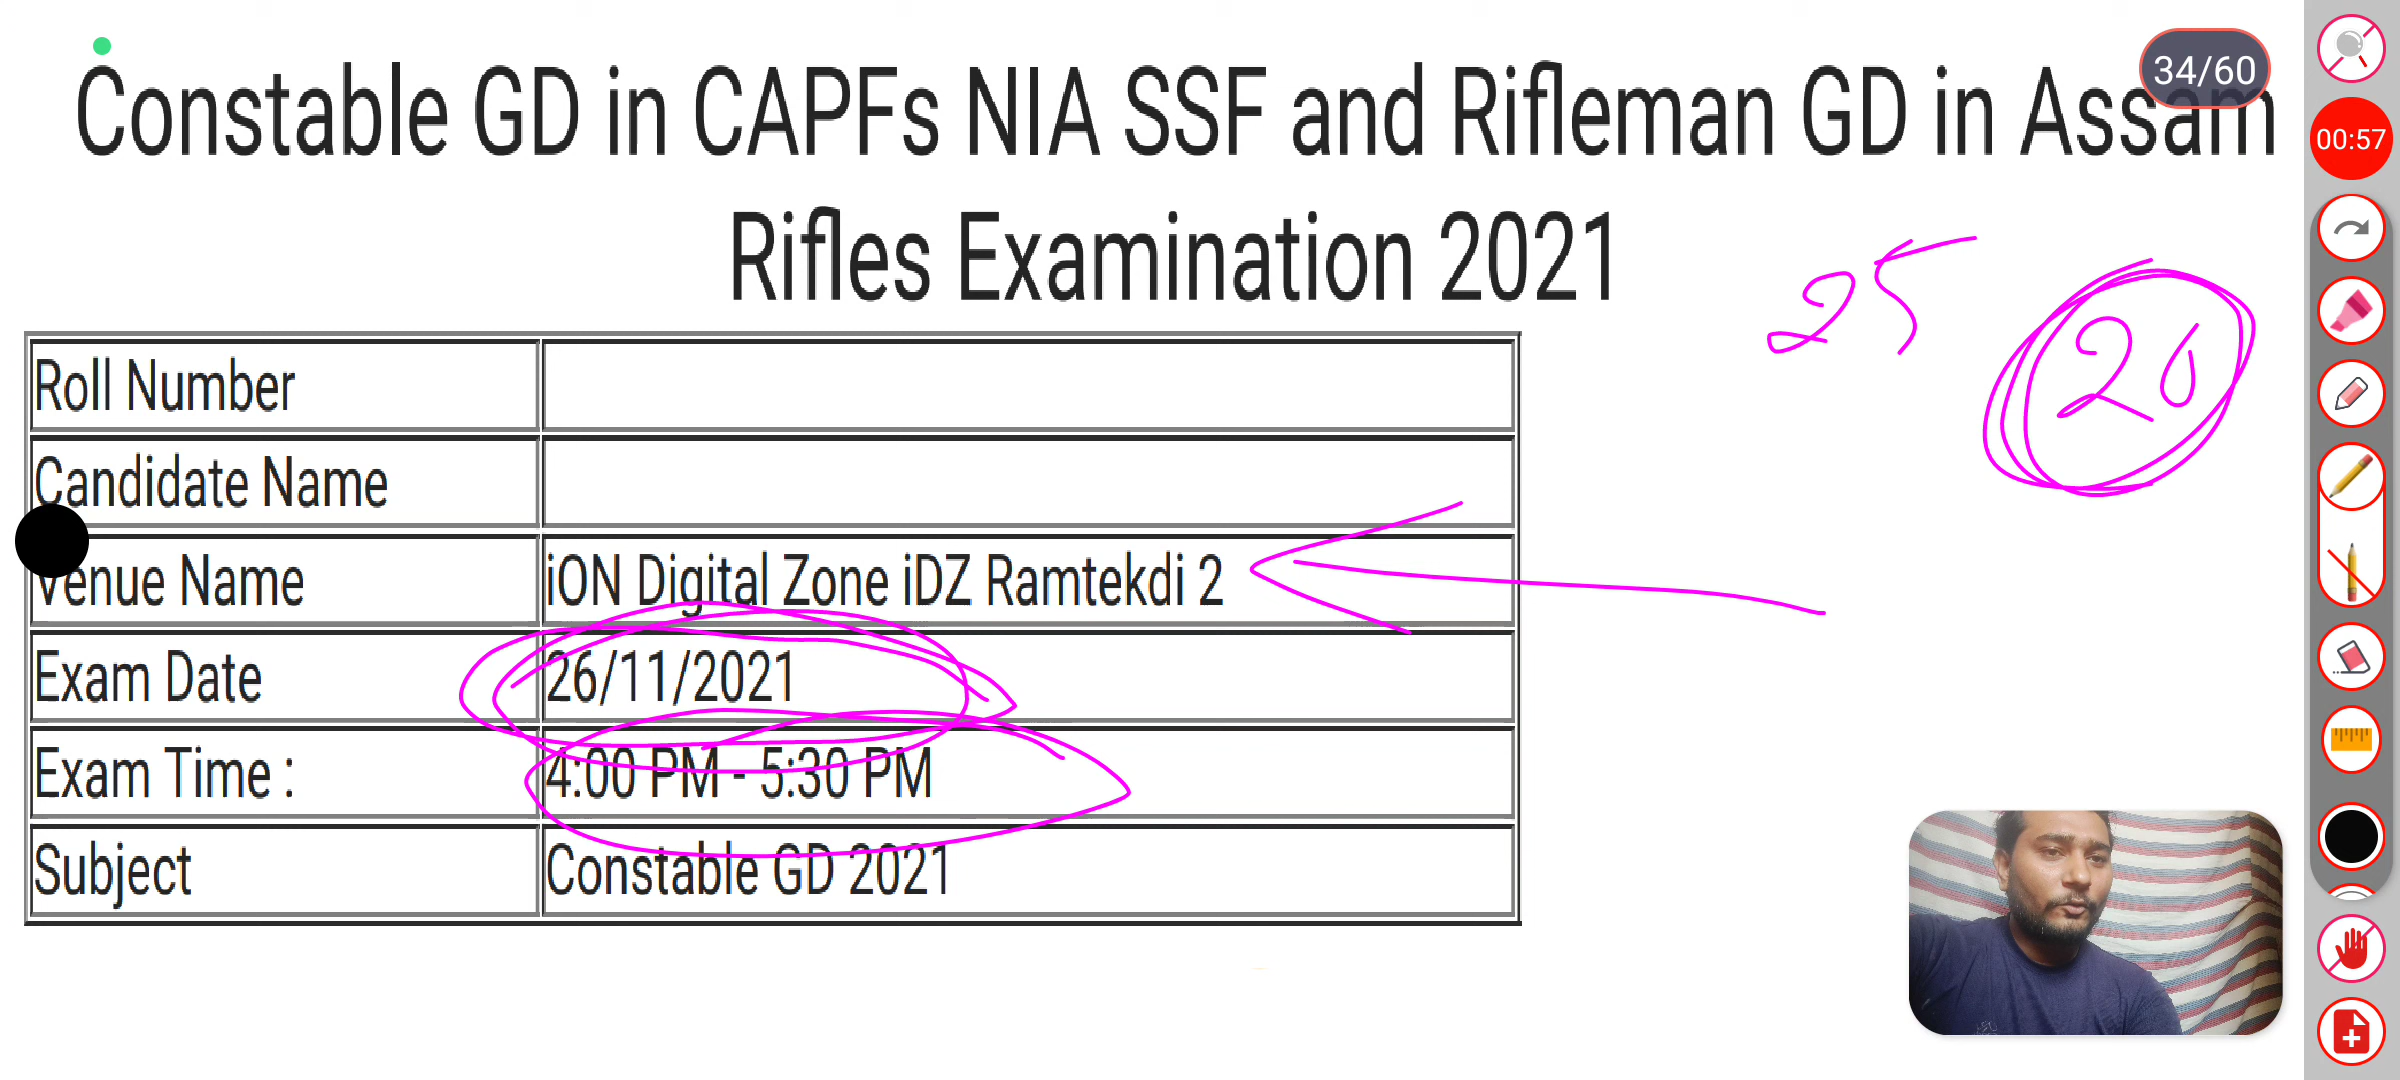 34/60
Constable GD in CAPFs NIA SSF and Rifleman GD in Assam
00:57
Rifles Examination 2021
25
26
Roll Number
Candidate Name
Venue Name iON Digital Zone iDZ Ramtekdi 2
Exam Date 26/11/2021
Exam Time : 4:00 PM - 5:30 PM
Subject Constable GD 2021